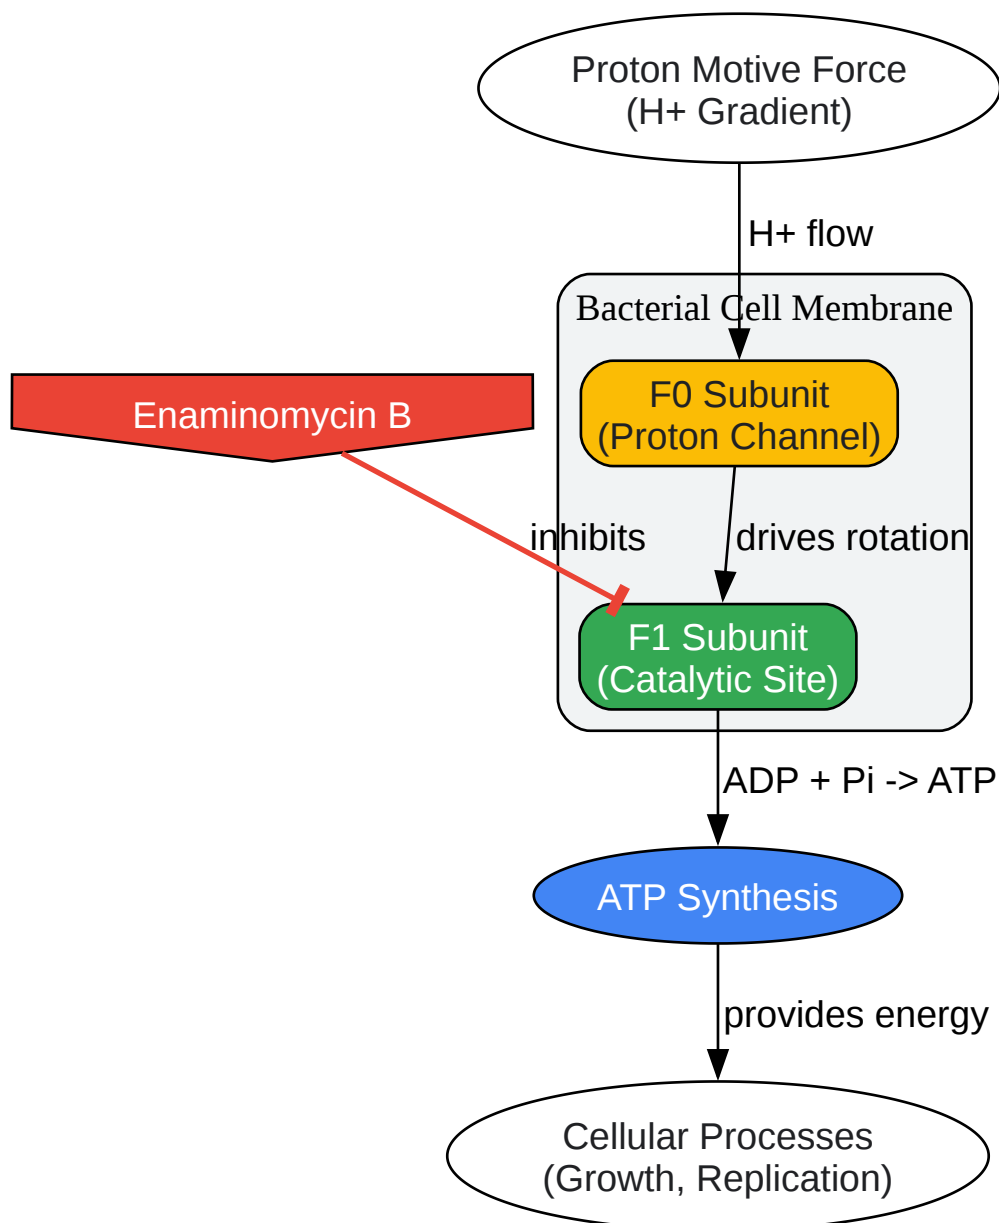 Proton Motive Force
(H+ Gradient)
H+ flow
Bacterial Cell Membrane
F0 Subunit
(Proton Channel)
Enaminomycin B
inhibits
drives rotation
F1 Subunit
(Catalytic Site)
ADP + Pi -> ATP
ATP Synthesis
provides energy
Cellular Processes
(Growth, Replication)